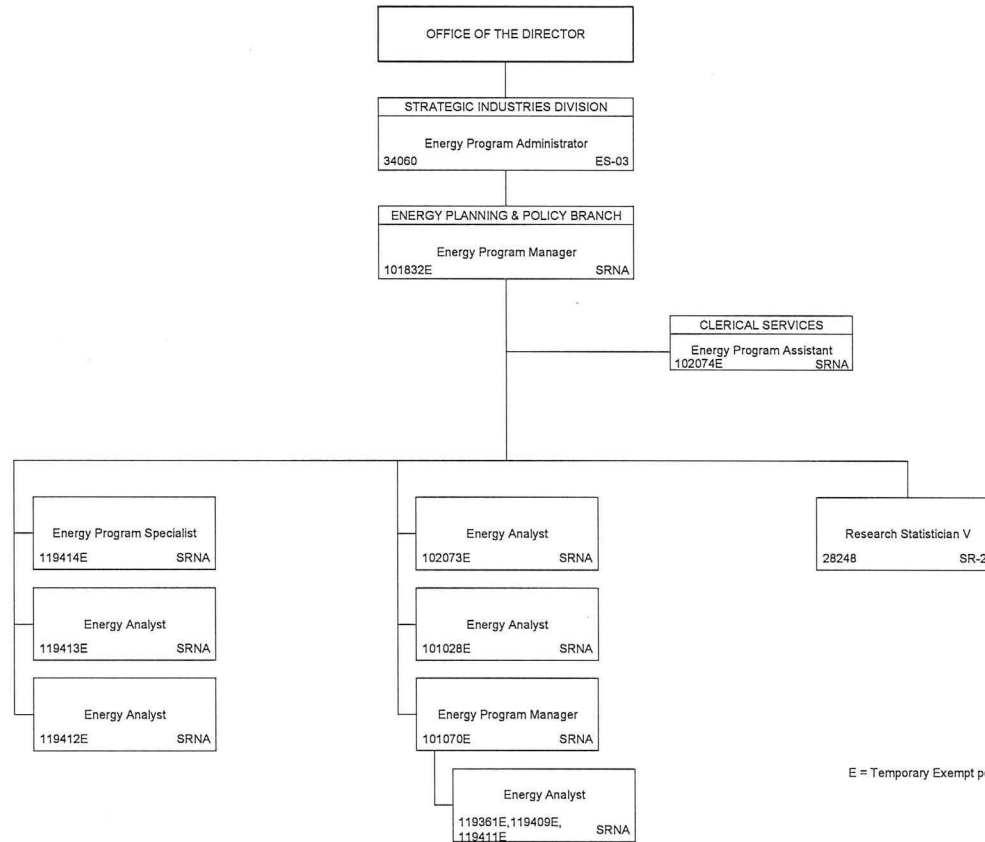 OFFICE OF THE DIRECTOR
STRATEGIC INDUSTRIES DIVISION
Energy Program Administrator
34060 ES-03
ENERGY PLANNING & POLICY BRANCH
Energy Program Manager
101832E SRNA
CLERICAL SERVICES
Energy Program Assistant
102074E SRNA
Energy Program Specialist
119414E SRNA
Energy Analyst
119413E SRNA
Energy Analyst
119412E SRNA
Energy Analyst
102073E SRNA
Energy Analyst
101028E SRNA
Energy Program Manager
101070E SRNA
Energy Analyst
119361E,119409E,
119411E SRNA
Research Statistician V
28248 SR-2
E = Temporary Exempt